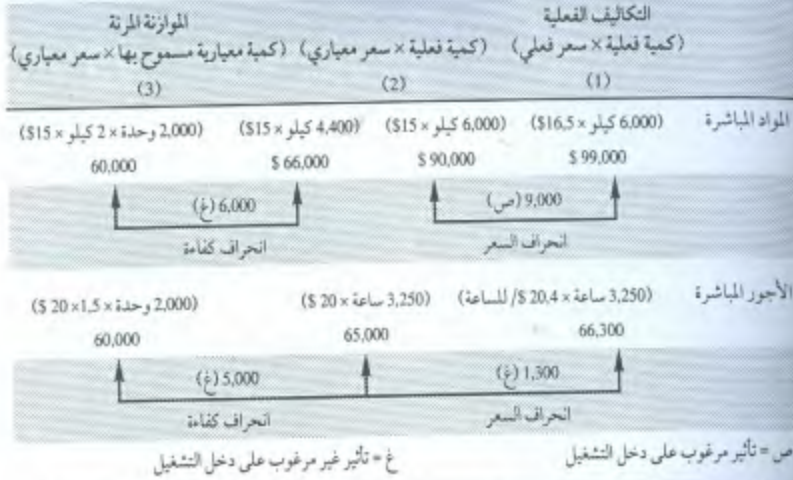 التكاليف الفعلية الموازنة المرنة
(كمية فعلية × سعر فعلي) (كمية فعلية × سعر معياري) (كمية معيارية مسموح بها × سعر معياري)
(1) (2) (3)
المواد المباشرة (6,000 كيلو × 16,5$) (6,000 كيلو × 15$) (4,400 كيلو × 15$) (2,000 وحدة × 2 كيلو × 15$)
$ 99,000 $ 90,000 $ 66,000 60,000
9,000 (ص) 6,000 (غ)
انحراف السعر انحراف كفاءة
الأجور المباشرة (3,250 ساعة × 20,4 $/ للساعة) (3,250 ساعة × 20 $) (2,000 وحدة × 1,5 × 20 $)
66,300 65,000 60,000
1,300 (غ) 5,000 (غ)
انحراف السعر انحراف كفاءة
ص = تأثير مرغوب على دخل التشغيل غ = تأثير غير مرغوب على دخل التشغيل